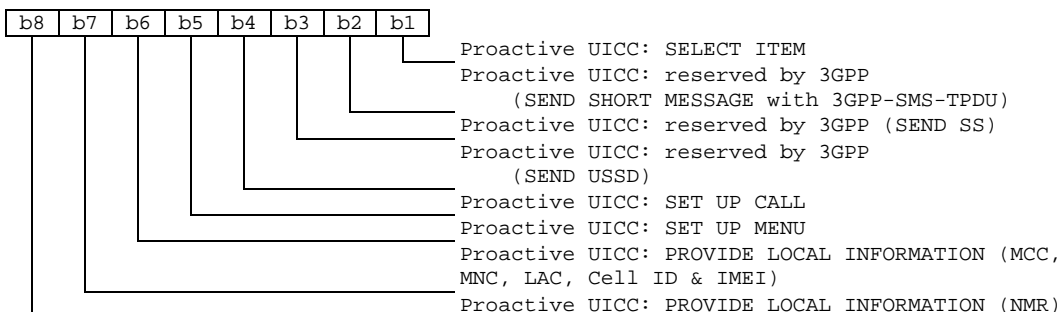 b8 b7 b6 b5 b4 b3 b2 b1
Proactive UICC: SELECT ITEM
Proactive UICC: reserved by 3GPP
(SEND SHORT MESSAGE with 3GPP-SMS-TPDU)
Proactive UICC: reserved by 3GPP (SEND SS)
Proactive UICC: reserved by 3GPP
(SEND USSD)
Proactive UICC: SET UP CALL
Proactive UICC: SET UP MENU
Proactive UICC: PROVIDE LOCAL INFORMATION (MCC,
MNC, LAC, Cell ID & IMEI)
Proactive UICC: PROVIDE LOCAL INFORMATION (NMR)